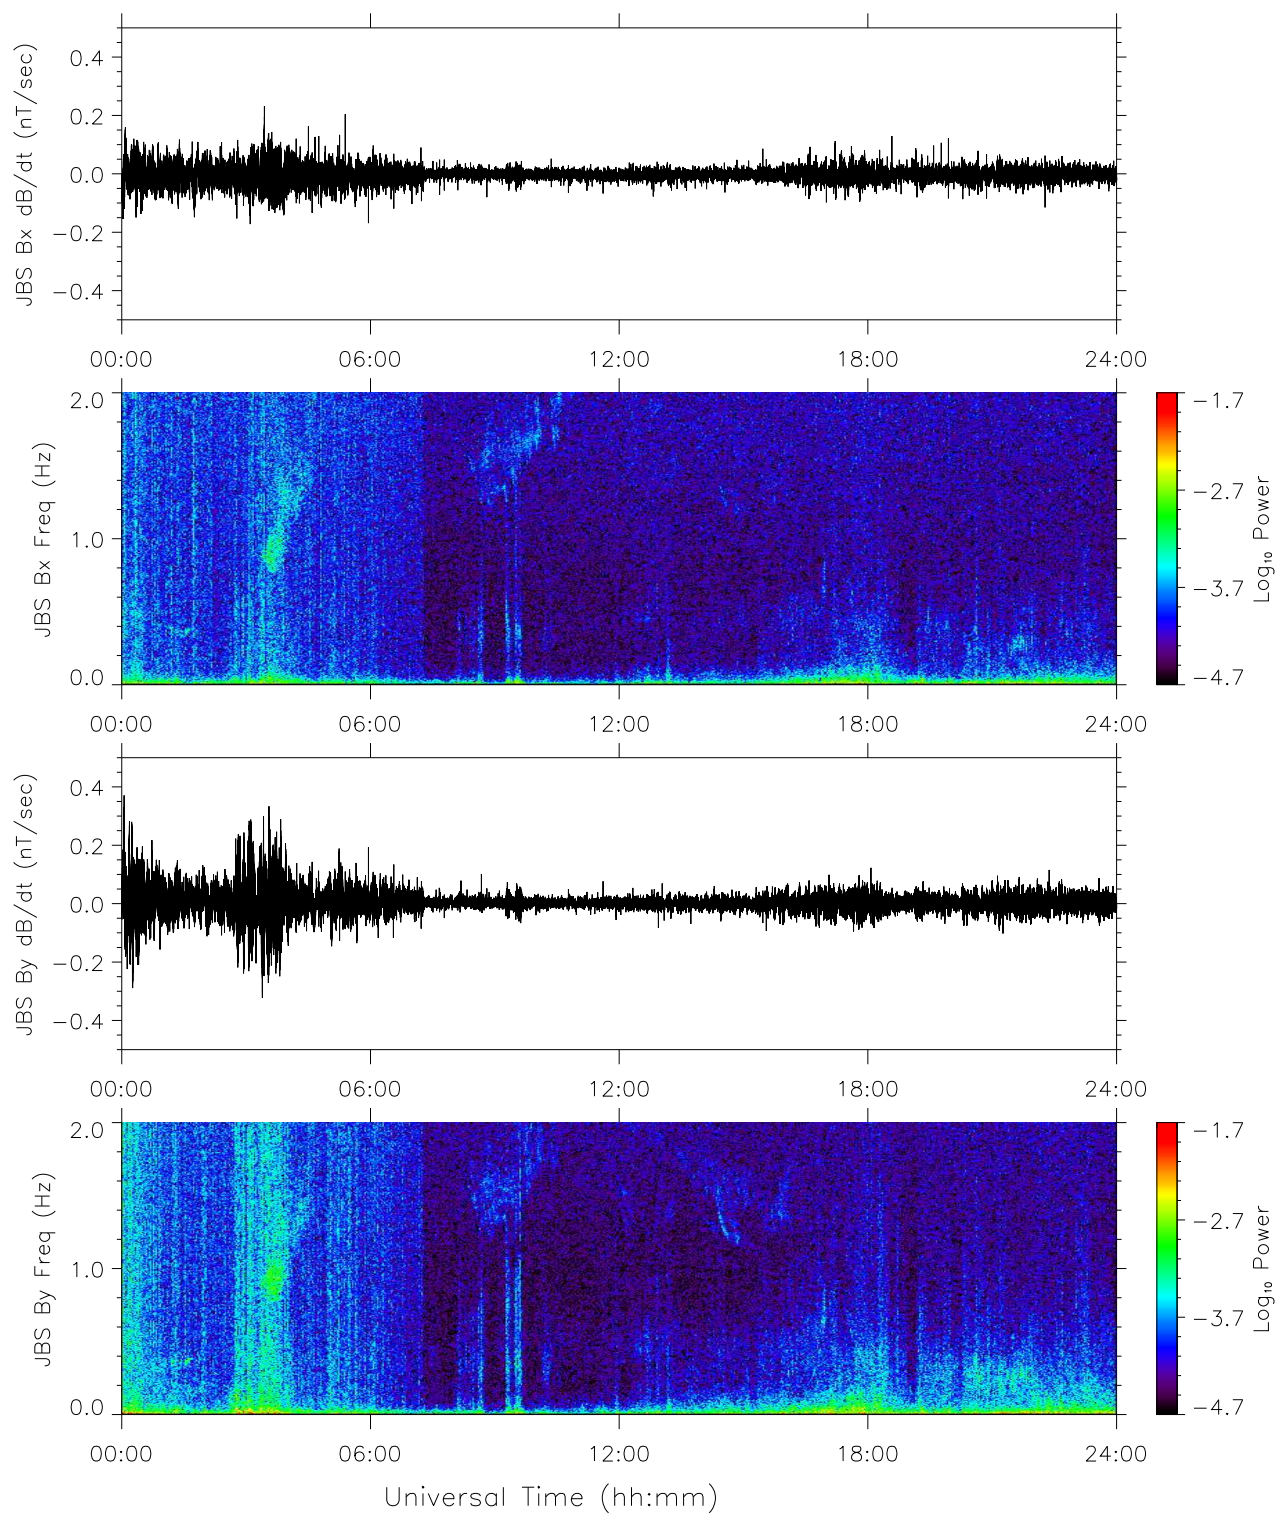 JBS Bx dB/dt (nT/sec)
0.4
0.2
0.0
−0.2
−0.4
00:00 06:00 12:00 18:00 24:00
JBS Bx Freq (Hz)
2.0
1.0
0.0
−1.7
−2.7
−3.7
−4.7
Log₁₀ Power
00:00 06:00 12:00 18:00 24:00
JBS By dB/dt (nT/sec)
0.4
0.2
0.0
−0.2
−0.4
00:00 06:00 12:00 18:00 24:00
JBS By Freq (Hz)
2.0
1.0
0.0
−1.7
−2.7
−3.7
−4.7
Log₁₀ Power
00:00 06:00 12:00 18:00 24:00
Universal Time (hh:mm)